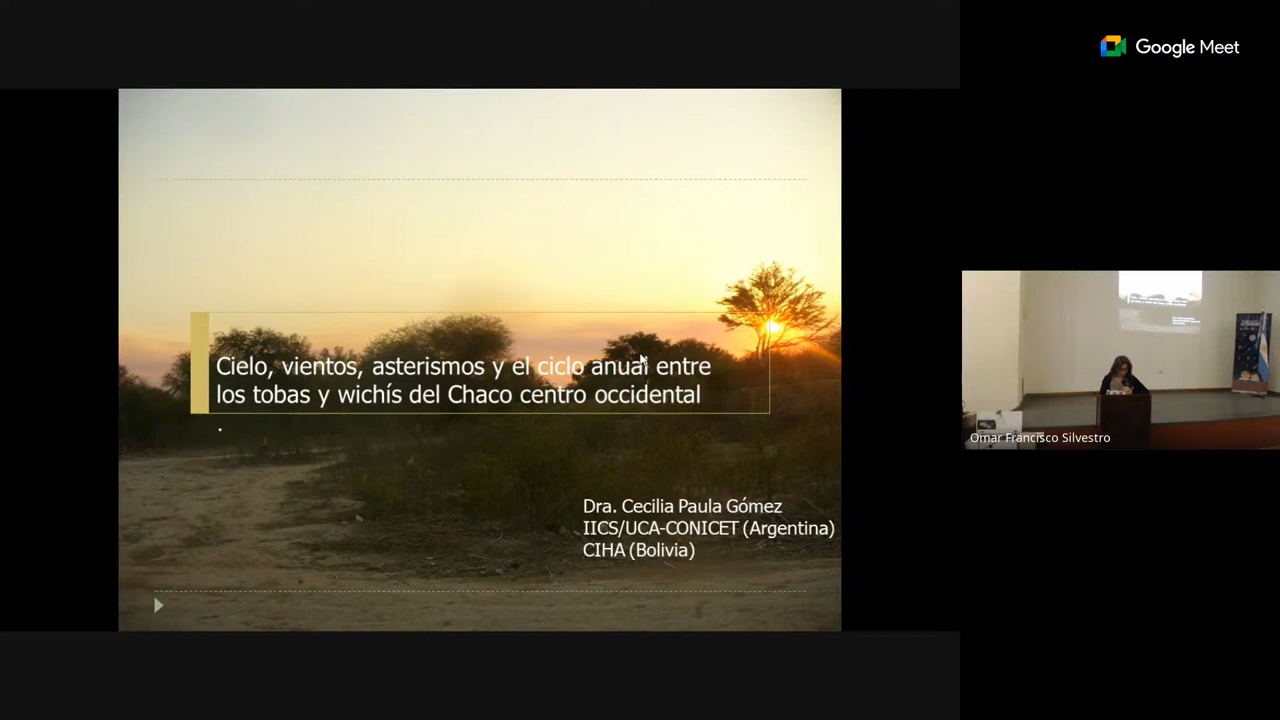 Google Meet
Cielo, vientos, asterismos y el ciclo anual entre
los tobas y wichís del Chaco centro occidental
.
Dra. Cecilia Paula Gómez
IICS/UCA-CONICET (Argentina)
CIHA (Bolivia)
Omar Francisco Silvestro